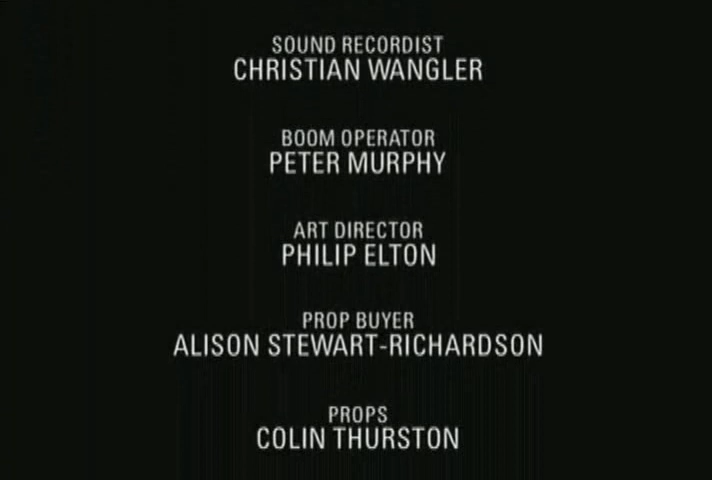 SOUND RECORDIST
CHRISTIAN WANGLER
BOOM OPERATOR
PETER MURPHY
ART DIRECTOR
PHILIP ELTON
PROP BUYER
ALISON STEWART-RICHARDSON
PROPS
COLIN THURSTON